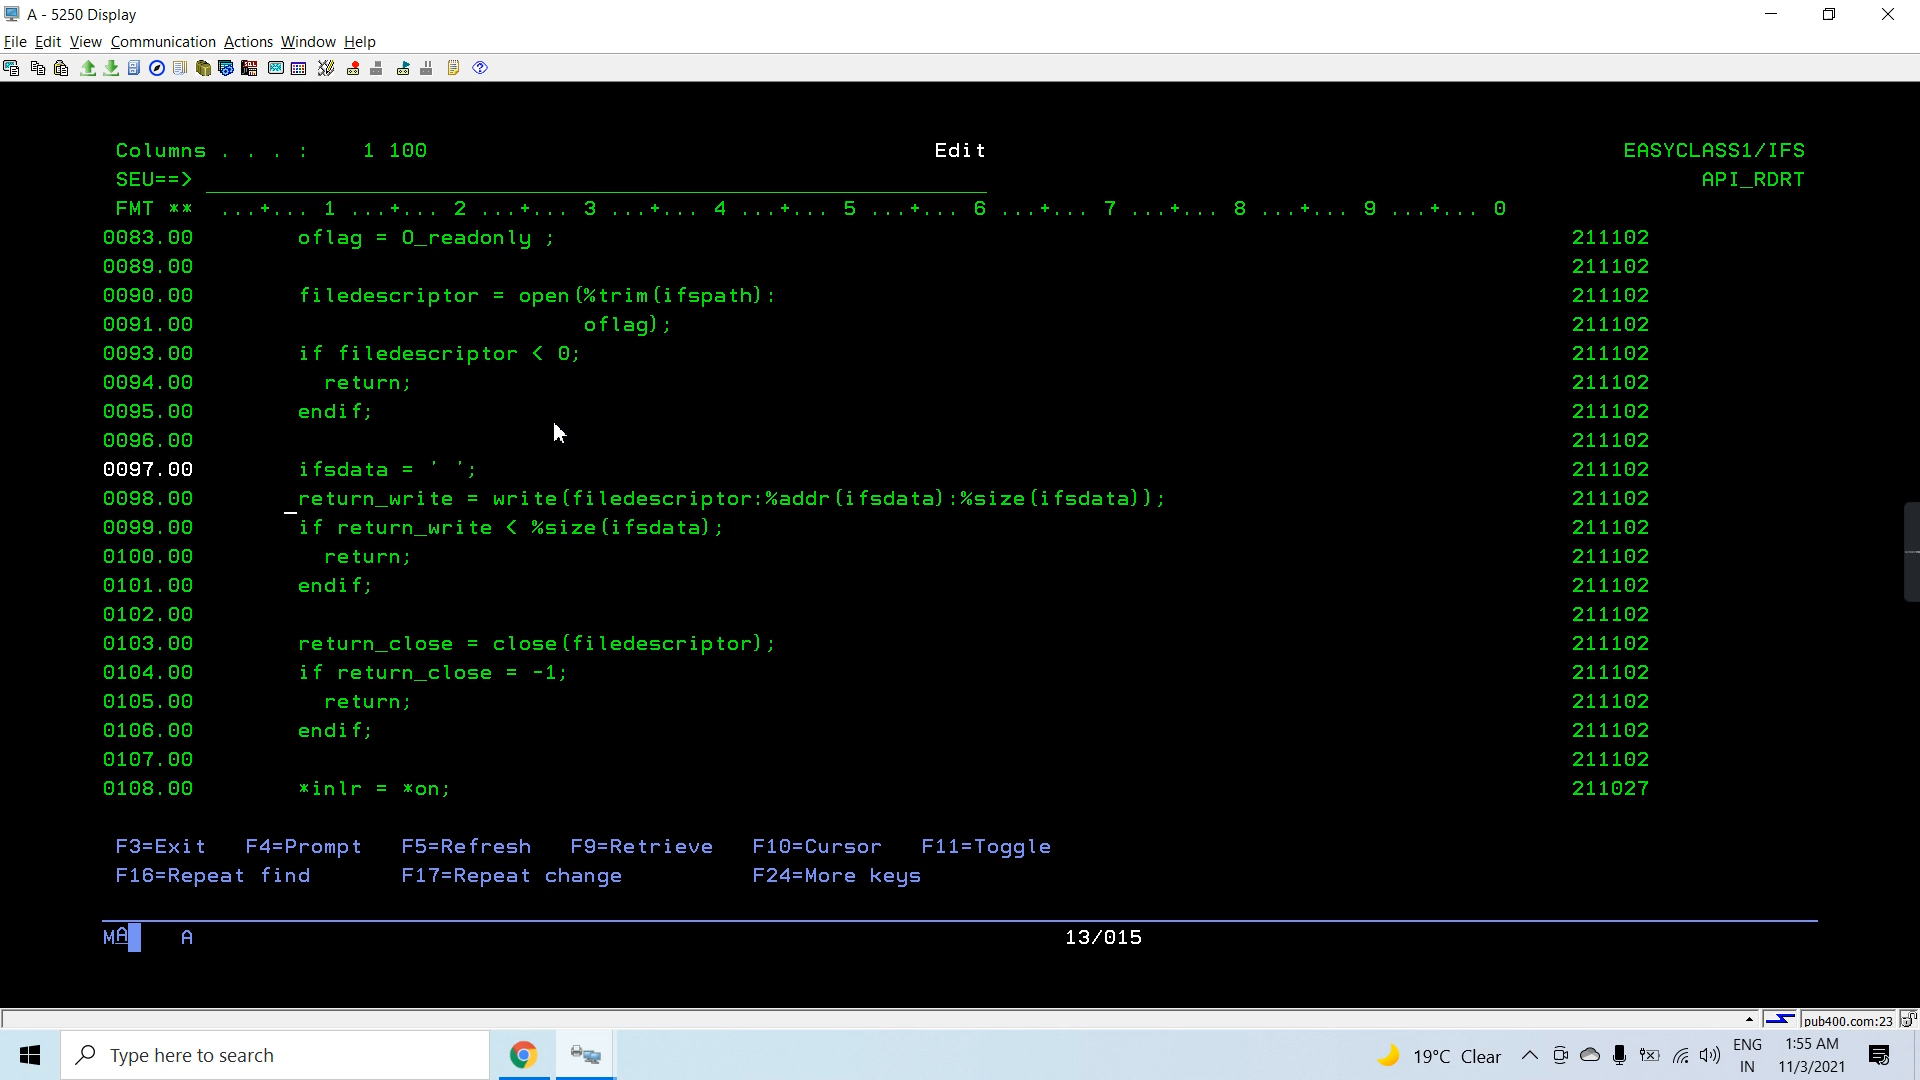 A - 5250 Display
File Edit View Communication Actions Window Help
Columns . . . :    1 100    Edit    EASYCLASS1/IFS
SEU==>    API_RDRT
FMT **  ...+... 1 ...+... 2 ...+... 3 ...+... 4 ...+... 5 ...+... 6 ...+... 7 ...+... 8 ...+... 9 ...+... 0
0083.00        oflag = O_readonly ;    211102
0089.00    211102
0090.00        filedescriptor = open(%trim(ifspath):    211102
0091.00                              oflag);    211102
0093.00        if filedescriptor < 0;    211102
0094.00          return;    211102
0095.00        endif;    211102
0096.00    211102
0097.00        ifsdata = ' ';    211102
0098.00       _return_write = write(filedescriptor:%addr(ifsdata):%size(ifsdata));    211102
0099.00        if return_write < %size(ifsdata);    211102
0100.00          return;    211102
0101.00        endif;    211102
0102.00    211102
0103.00        return_close = close(filedescriptor);    211102
0104.00        if return_close = -1;    211102
0105.00          return;    211102
0106.00        endif;    211102
0107.00    211102
0108.00        *inlr = *on;    211027
F3=Exit   F4=Prompt   F5=Refresh   F9=Retrieve   F10=Cursor   F11=Toggle
F16=Repeat find       F17=Repeat change          F24=More keys
MA    A    13/015
pub400.com:23
Type here to search    19°C Clear    ENG IN    1:55 AM
11/3/2021